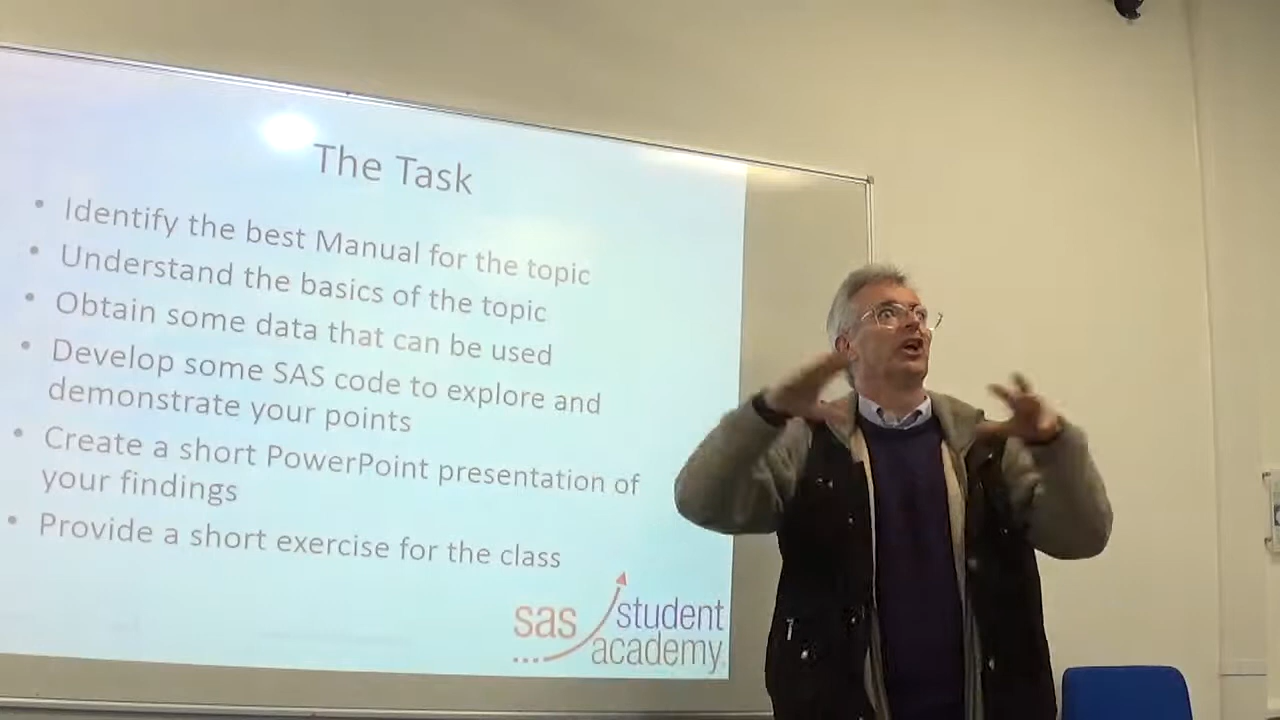 The Task
• Identify the best Manual for the topic
• Understand the basics of the topic
• Obtain some data that can be used
• Develop some SAS code to explore and
demonstrate your points
• Create a short PowerPoint presentation of
your findings
• Provide a short exercise for the class
sas student
academy